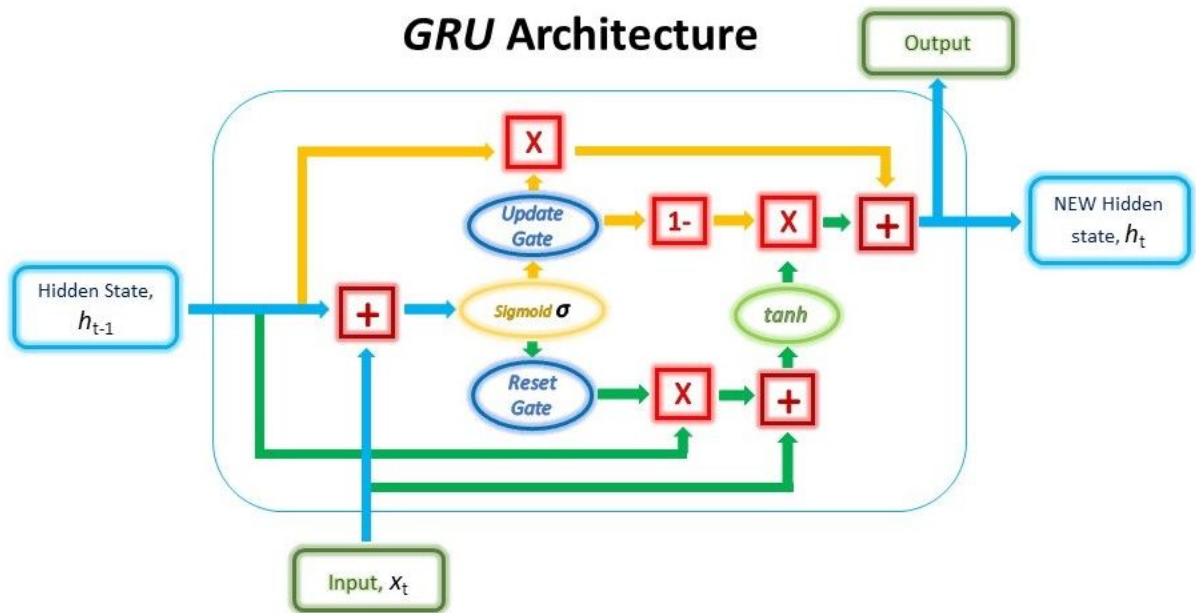 GRU Architecture
Output
X
Update
Gate
1-
X
+
NEW Hidden
state, hₜ
Hidden State,
hₜ₋₁
+
Sigmoid σ
tanh
Reset
Gate
X
+
Input, xₜ